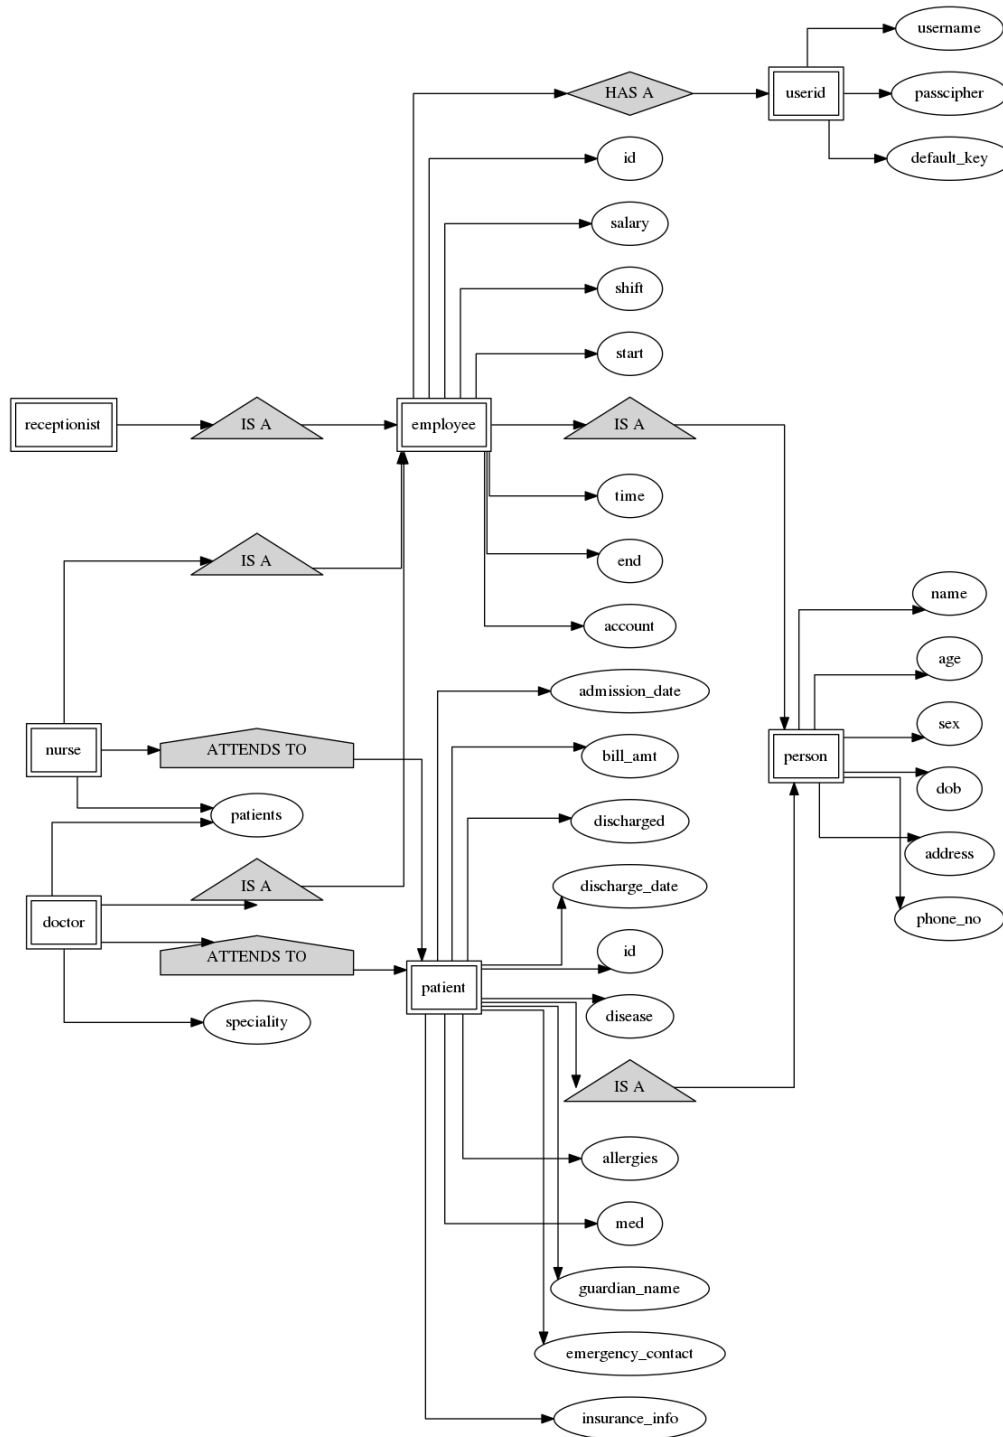 username
HAS A
userid
passcipher
default_key
id
salary
shift
start
receptionist
IS A
employee
IS A
time
end
account
IS A
name
age
sex
dob
address
phone_no
person
admission_date
bill_amt
discharged
discharge_date
nurse
ATTENDS TO
patients
IS A
doctor
ATTENDS TO
speciality
patient
id
disease
IS A
allergies
med
guardian_name
emergency_contact
insurance_info